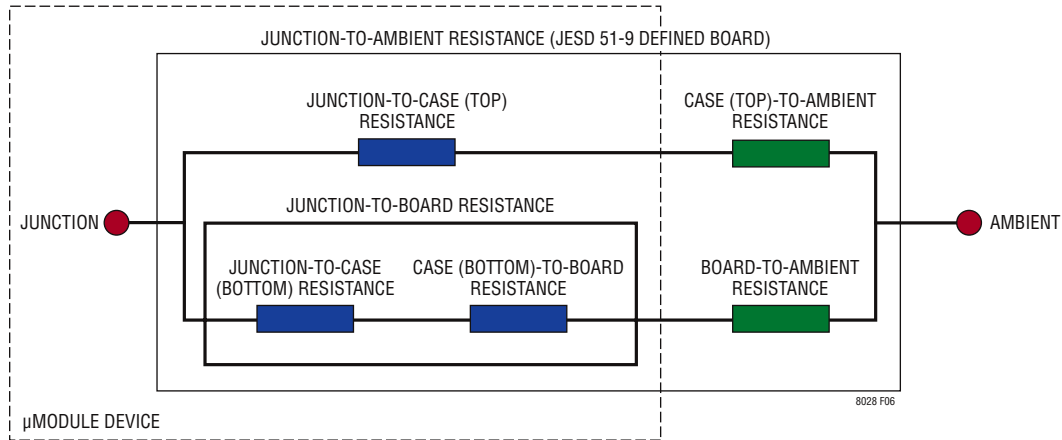 JUNCTION-TO-AMBIENT RESISTANCE (JESD 51-9 DEFINED BOARD)
JUNCTION-TO-CASE (TOP)
RESISTANCE
CASE (TOP)-TO-AMBIENT
RESISTANCE
JUNCTION
JUNCTION-TO-BOARD RESISTANCE
AMBIENT
JUNCTION-TO-CASE
(BOTTOM) RESISTANCE
CASE (BOTTOM)-TO-BOARD
RESISTANCE
BOARD-TO-AMBIENT
RESISTANCE
8028 F06
µMODULE DEVICE